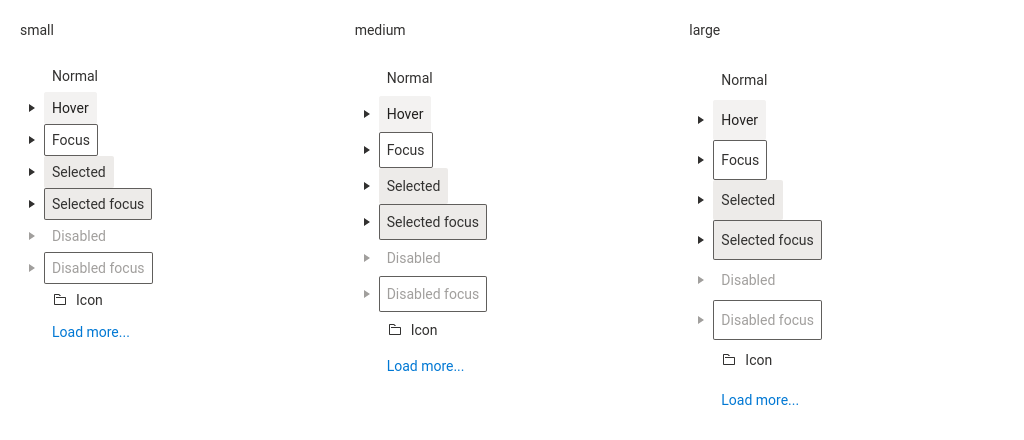 small
Normal
Hover
Focus
Selected
Selected focus
Disabled
Disabled focus
Icon
Load more...
medium
Normal
Hover
Focus
Selected
Selected focus
Disabled
Disabled focus
Icon
Load more...
large
Normal
Hover
Focus
Selected
Selected focus
Disabled
Disabled focus
Icon
Load more...